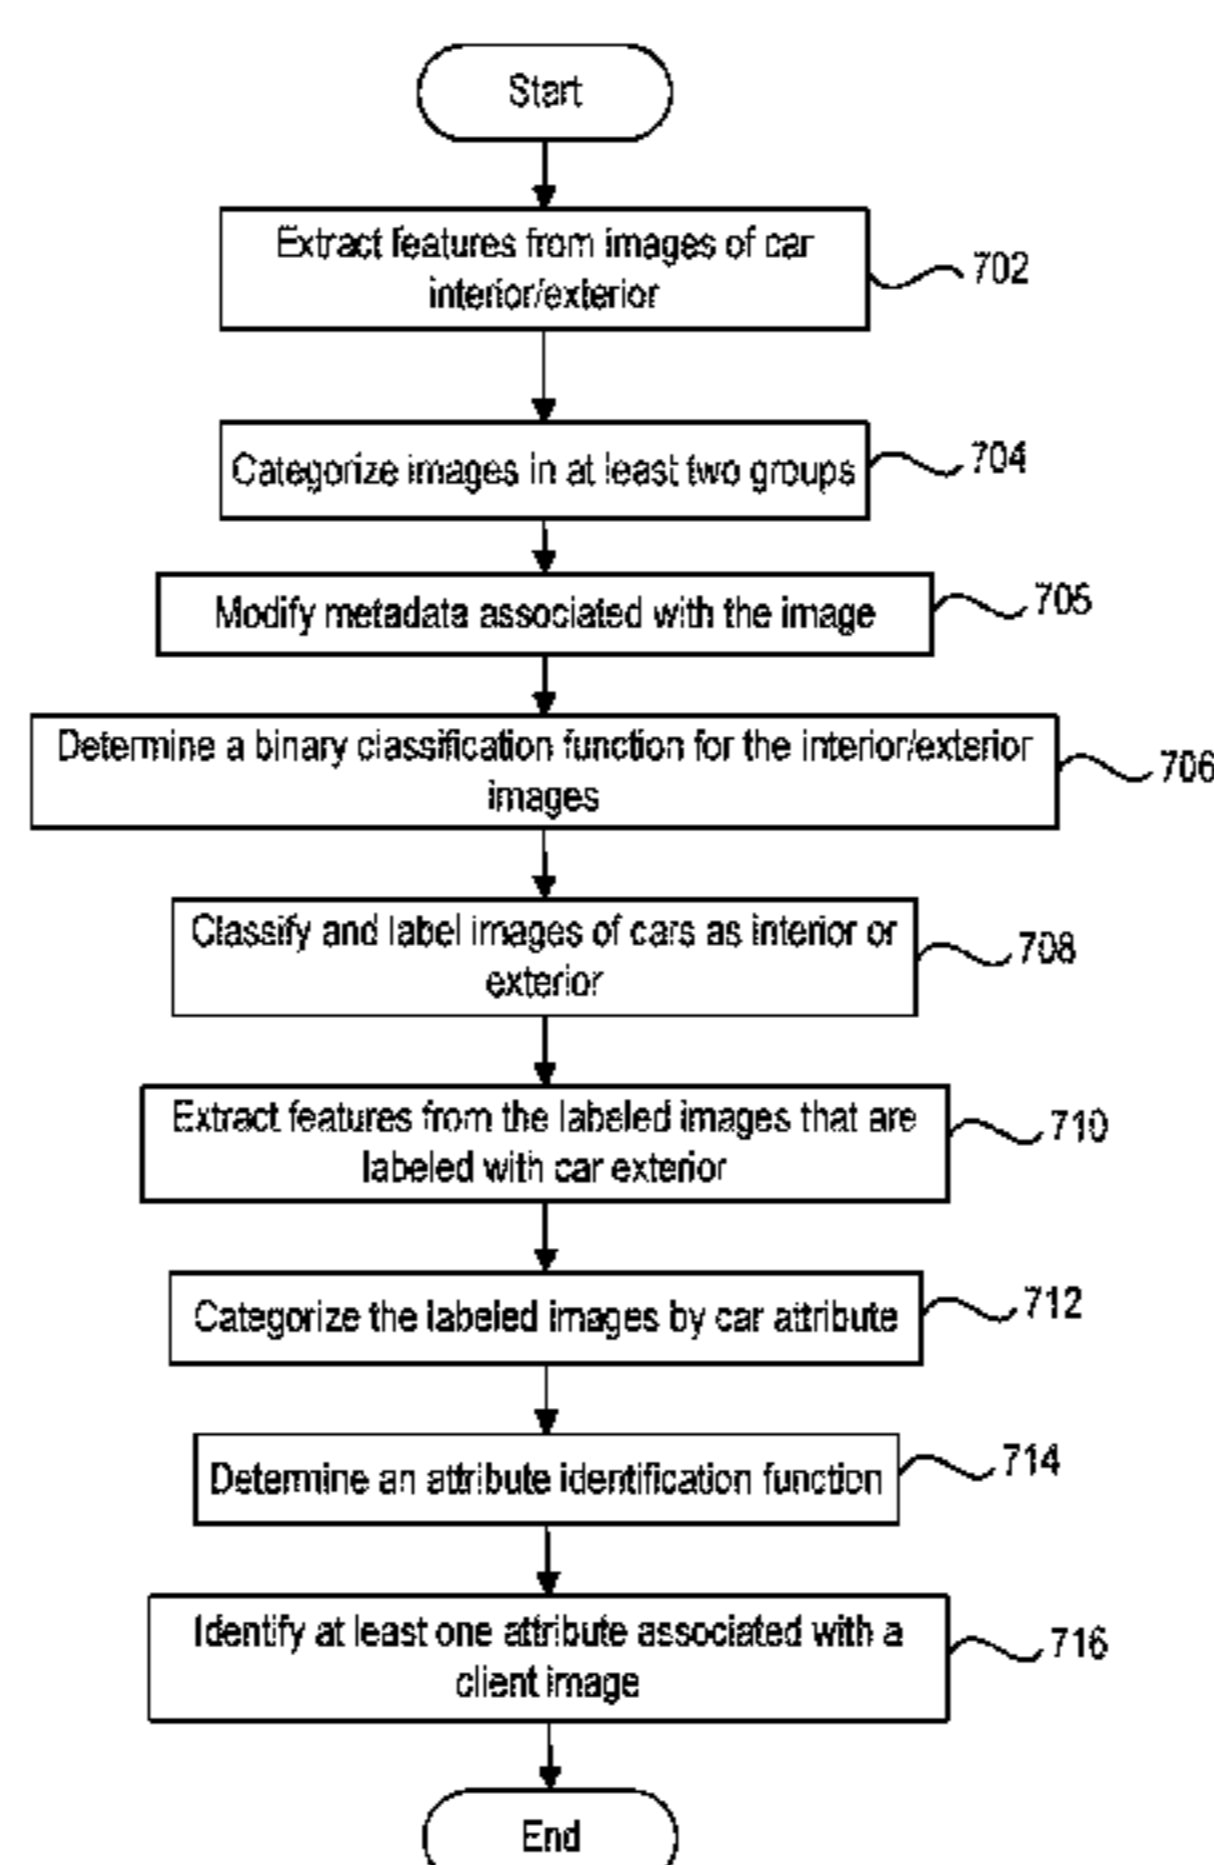 Start
Extract features from images of car
interior/exterior
702
Categorize images in at least two groups
704
Modify metadata associated with the image
705
Determine a binary classification function for the interior/exterior
images
706
Classify and label images of cars as interior or
exterior
708
Extract features from the labeled images that are
labeled with car exterior
710
Categorize the labeled images by car attribute
712
Determine an attribute identification function
714
Identify at least one attribute associated with a
client image
716
End